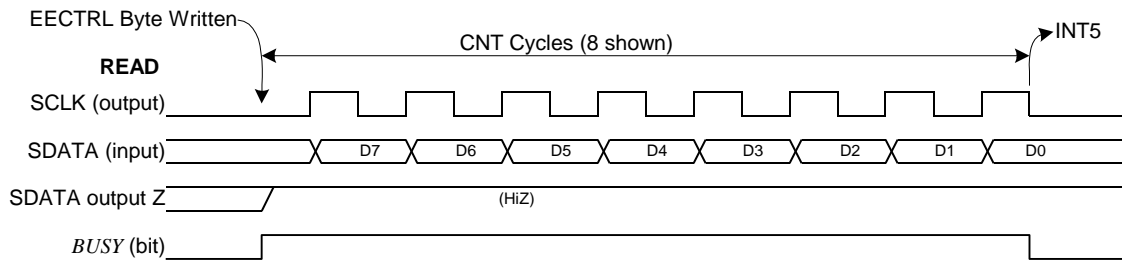 EECTRL Byte Written
CNT Cycles (8 shown)
INT5
READ
SCLK (output)
SDATA (input)
D7 D6 D5 D4 D3 D2 D1 D0
SDATA output Z
(HiZ)
BUSY (bit)